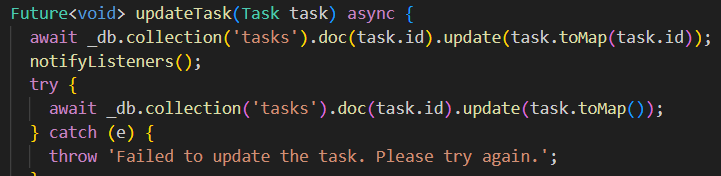 Future<void> updateTask(Task task) async {
await _db.collection('tasks').doc(task.id).update(task.toMap(task.id));
notifyListeners();
try {
await _db.collection('tasks').doc(task.id).update(task.toMap());
} catch (e) {
throw 'Failed to update the task. Please try again.';
}